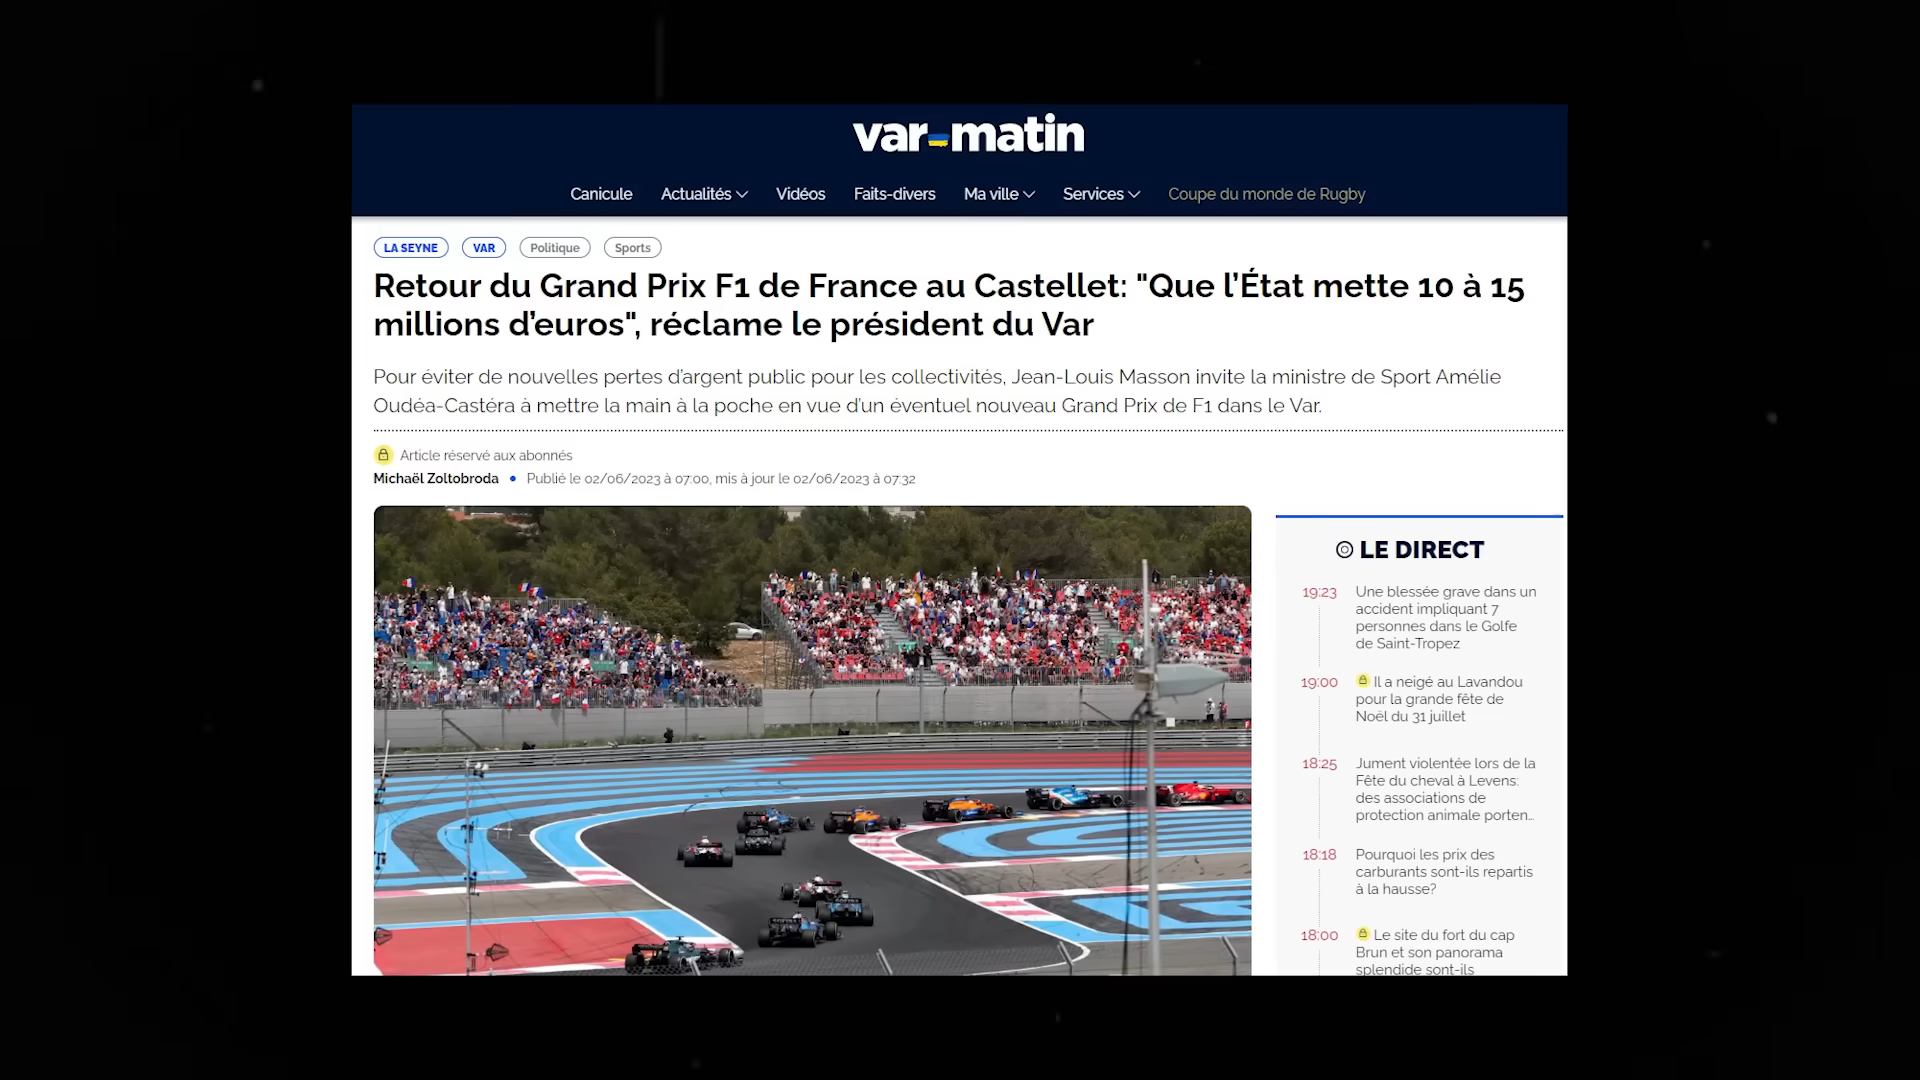 var-matin
Canicule Actualités Vidéos Faits-divers Ma ville Services Coupe du monde de Rugby
LA SEYNE VAR Politique Sports
Retour du Grand Prix F1 de France au Castellet: "Que l’État mette 10 à 15
millions d’euros", réclame le président du Var
Pour éviter de nouvelles pertes d’argent public pour les collectivités, Jean-Louis Masson invite la ministre de Sport Amélie
Oudéa-Castéra à mettre la main à la poche en vue d’un éventuel nouveau Grand Prix de F1 dans le Var.
Article réservé aux abonnés
Michaël Zoltobroda • Publié le 02/06/2023 à 07:00, mis à jour le 02/06/2023 à 07:32
LE DIRECT
19:23 Une blessée grave dans un
accident impliquant 7
personnes dans le Golfe
de Saint-Tropez
19:00 Il a neigé au Lavandou
pour la grande fête de
Noël du 31 juillet
18:25 Jument violentée lors de la
Fête du cheval à Levens:
des associations de
protection animale porten...
18:18 Pourquoi les prix des
carburants sont-ils repartis
à la hausse?
18:00 Le site du fort du cap
Brun et son panorama
splendide sont-ils